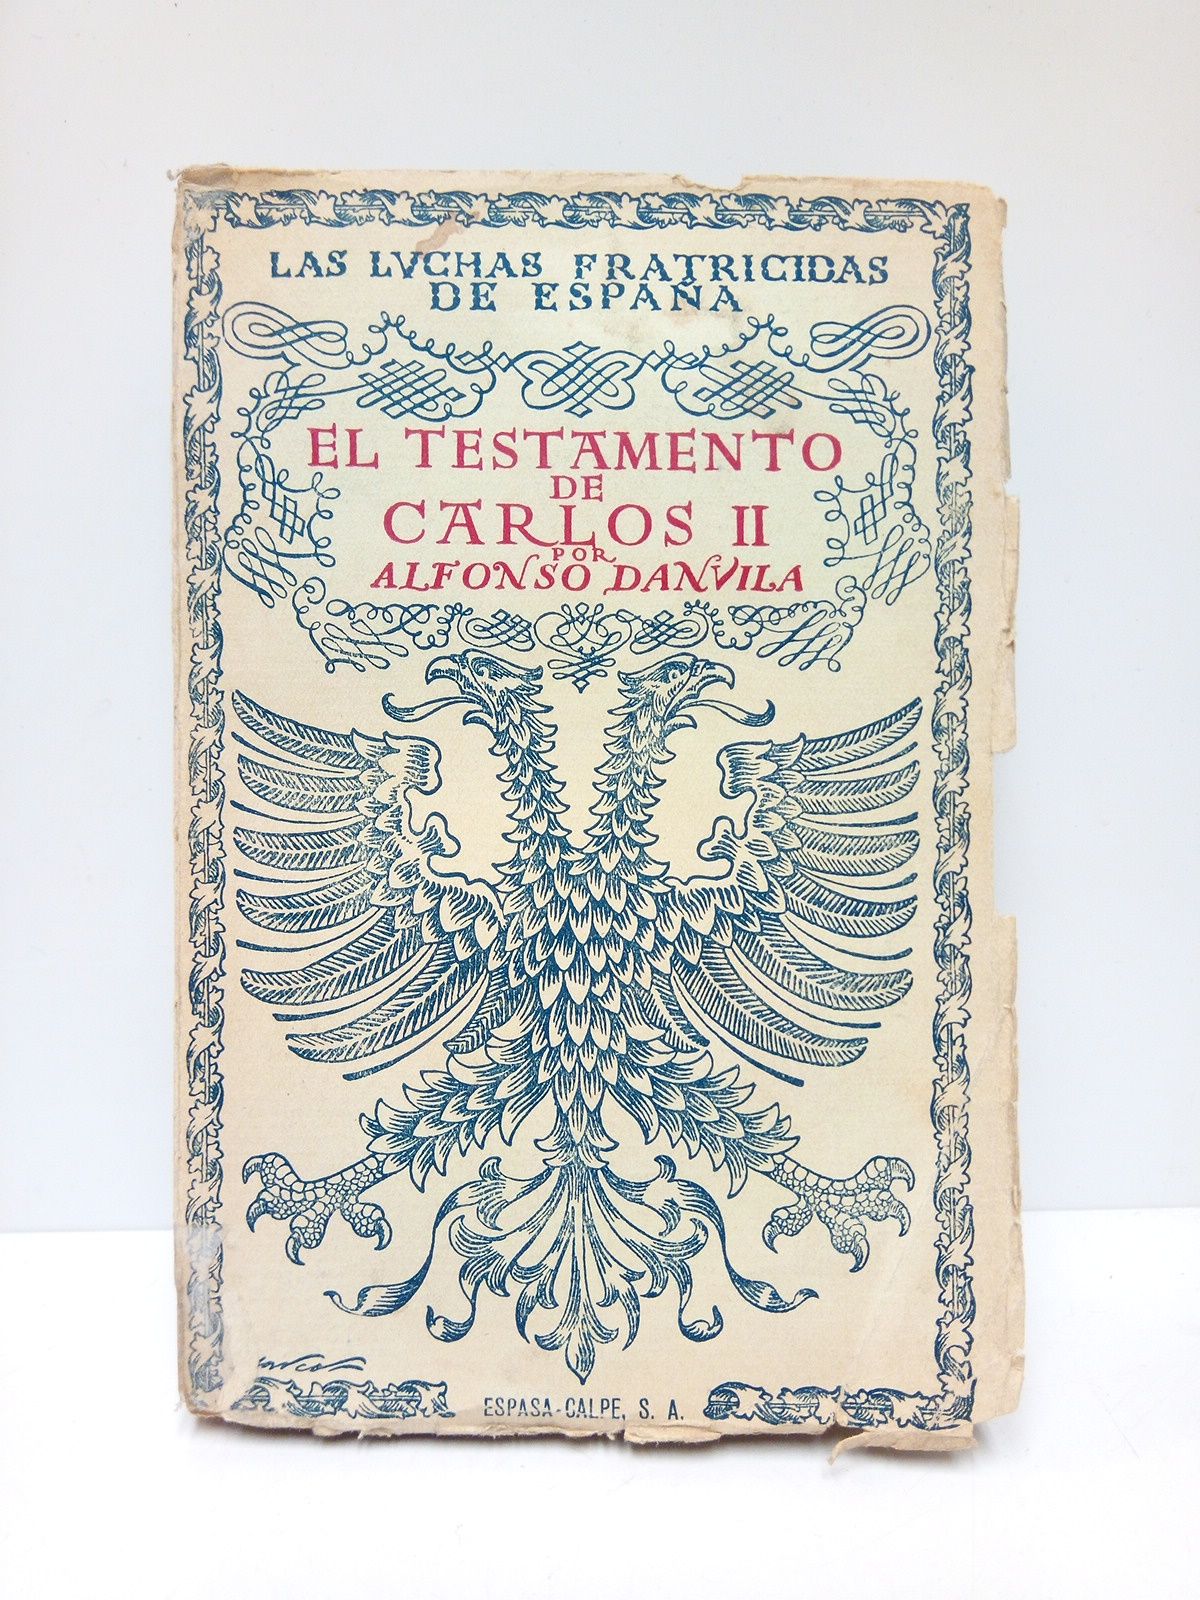 LAS LVCHAS FRATRICIDAS
DE ESPAÑA
EL TESTAMENTO
DE
CARLOS II
POR
ALFONSO DANVILA
ESPASA-CALPE, S. A.